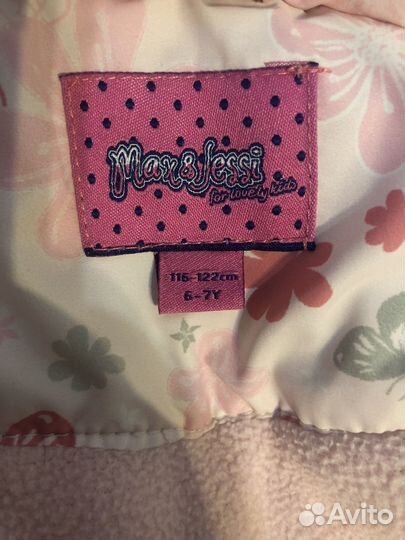 Max&Jessi
for lovely kids
116-122cm
6-7Y
Avito